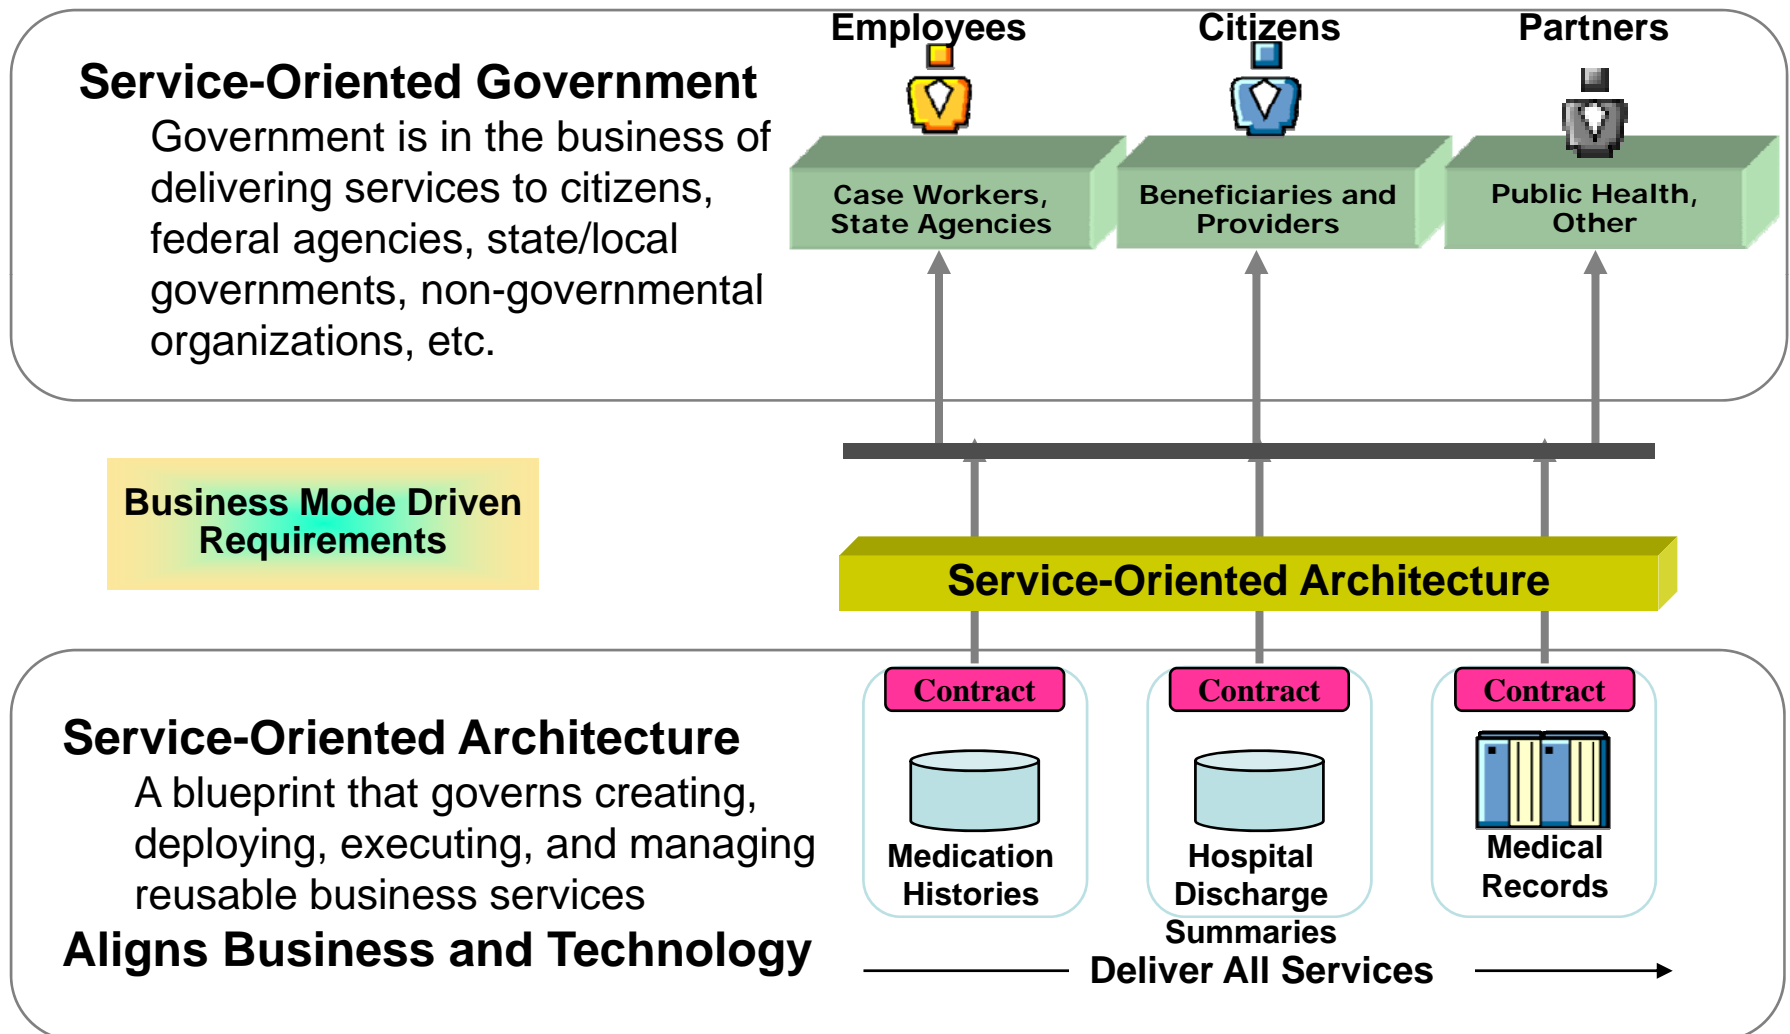 Employees
Citizens
Partners
Service-Oriented Government
Government is in the business of
delivering services to citizens,
federal agencies, state/local
governments, non-governmental
organizations, etc.
Case Workers,
State Agencies
Beneficiaries and
Providers
Public Health,
Other
Business Mode Driven
Requirements
Service-Oriented Architecture
Service-Oriented Architecture
A blueprint that governs creating,
deploying, executing, and managing
reusable business services
Aligns Business and Technology
Contract
Medication
Histories
Contract
Hospital
Discharge
Summaries
Contract
Medical
Records
Deliver All Services